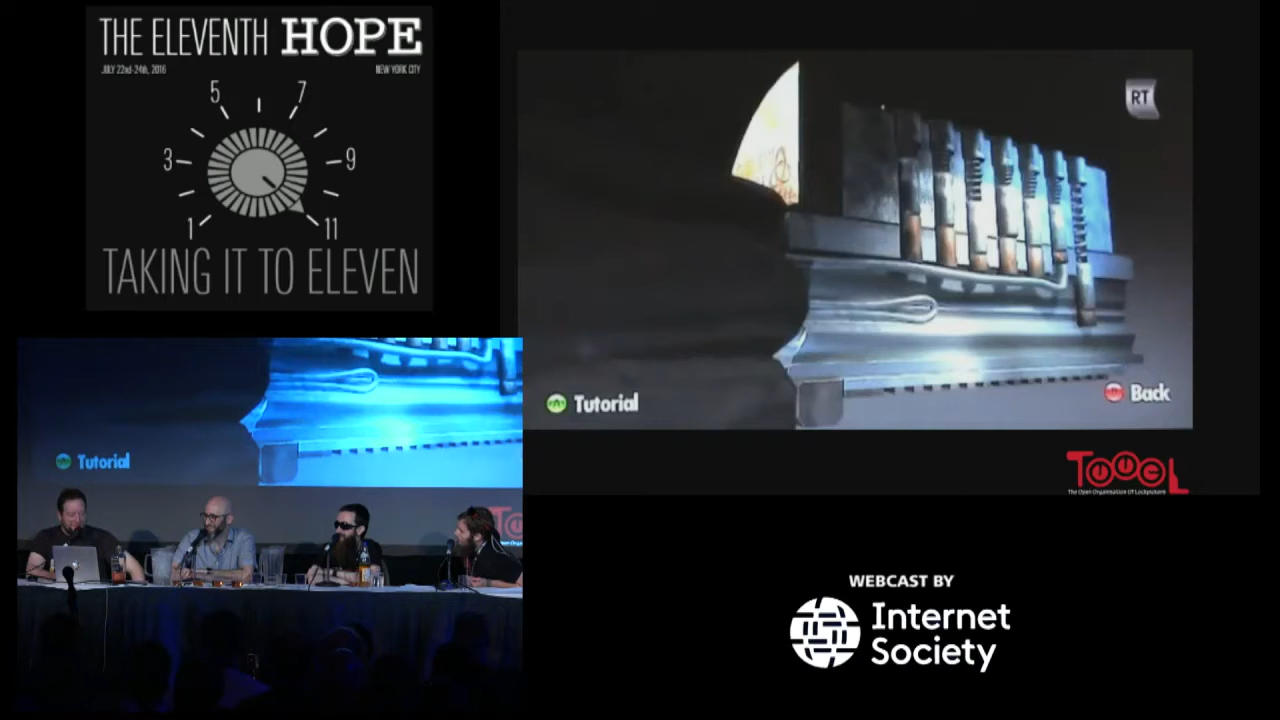 THE ELEVENTH HOPE
JULY 22nd-24th, 2016
NEW YORK CITY
5
7
3
9
1
11
TAKING IT TO ELEVEN
RT
Tutorial
Back
TOOOL
The Open Organisation Of Lockpickers
Tutorial
WEBCAST BY
Internet
Society